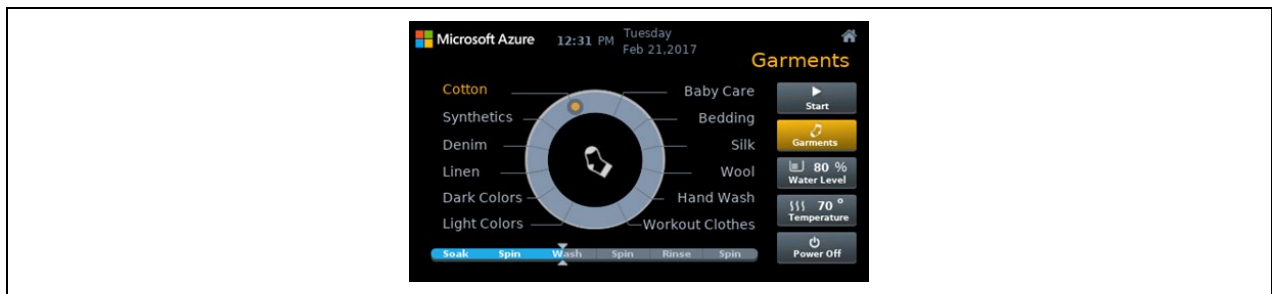 Microsoft Azure 12:31 PM Tuesday
Feb 21,2017
Garments
Cotton
Synthetics
Denim
Linen
Dark Colors
Light Colors
Baby Care
Bedding
Silk
Wool
Hand Wash
Workout Clothes
Start
Garments
80 %
Water Level
70 °
Temperature
Power Off
Soak Spin Wash Spin Rinse Spin